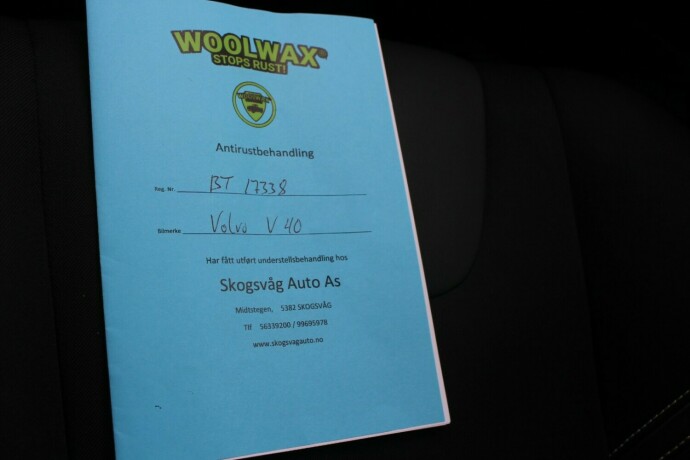 WOOLWAX
STOPS RUST!
Antirustbehandling
Reg. Nr. BT 17338
Bilmerke Volvo V 40
Har fått utført understellsbehandling hos
Skogsvåg Auto As
Midtstegen, 5382 SKOGSVÅG
Tlf 56339200 / 99695978
www.skogsvagauto.no